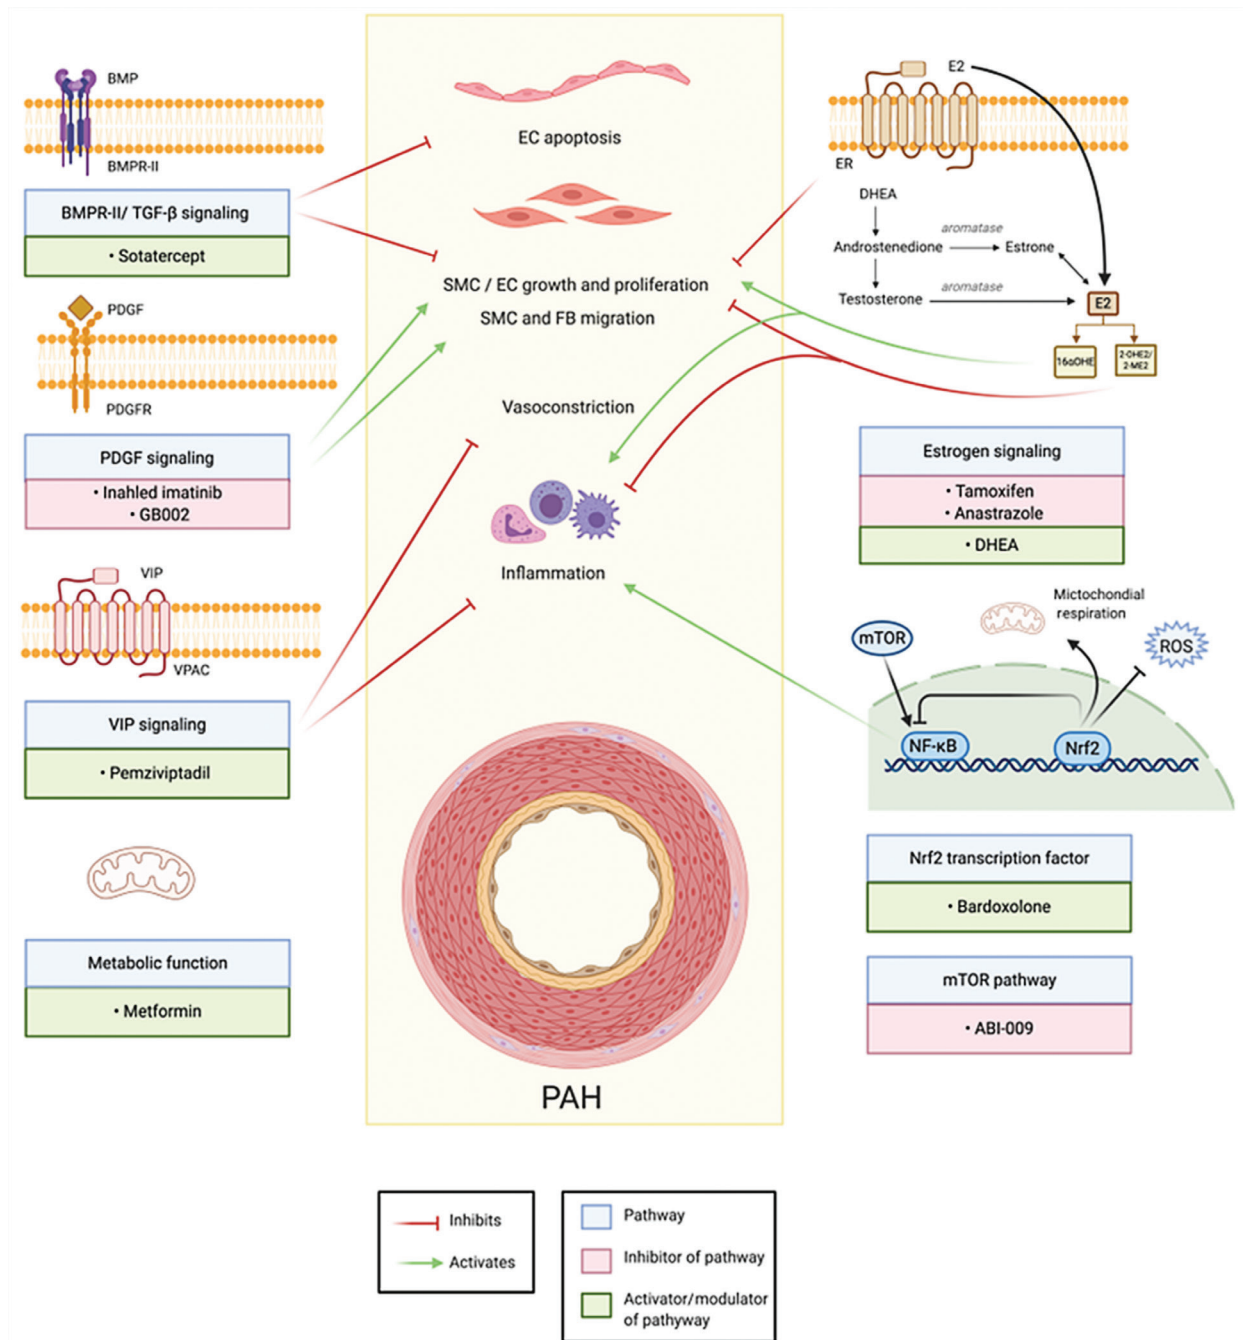 BMP
BMPR-II
BMPR-II/ TGF-β signaling
• Sotatercept
PDGF
PDGFR
PDGF signaling
• Inahled imatinib
• GB002
VIP
VPAC
VIP signaling
• Pemziviptadil
Metabolic function
• Metformin
EC apoptosis
SMC / EC growth and proliferation
SMC and FB migration
Vasoconstriction
Inflammation
PAH
E2
ER
DHEA
Androstenedione
aromatase
Estrone
Testosterone
aromatase
E2
16αOHE
2-OHE2/
2-ME2
Estrogen signaling
• Tamoxifen
• Anastrazole
• DHEA
Mictochondial
respiration
mTOR
ROS
NF-κB
Nrf2
Nrf2 transcription factor
• Bardoxolone
mTOR pathway
• ABI-009
Inhibits
Activates
Pathway
Inhibitor of pathway
Activator/modulator
of pathyway